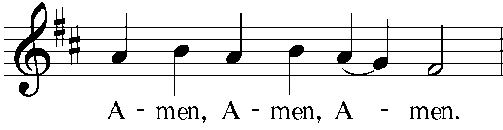 A - men, A - men, A - men.